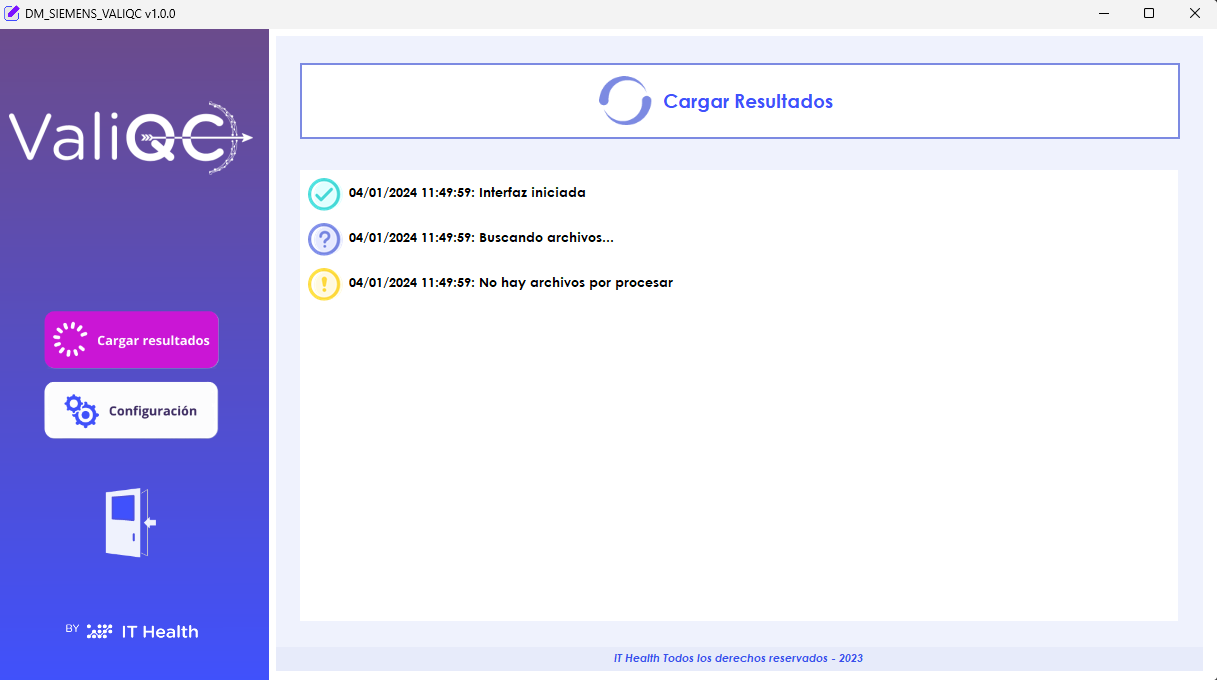 DM_SIEMENS_VALIQC v1.0.0
ValiQC
Cargar Resultados
04/01/2024 11:49:59: Interfaz iniciada
04/01/2024 11:49:59: Buscando archivos...
04/01/2024 11:49:59: No hay archivos por procesar
Cargar resultados
Configuración
BY IT Health
IT Health Todos los derechos reservados - 2023